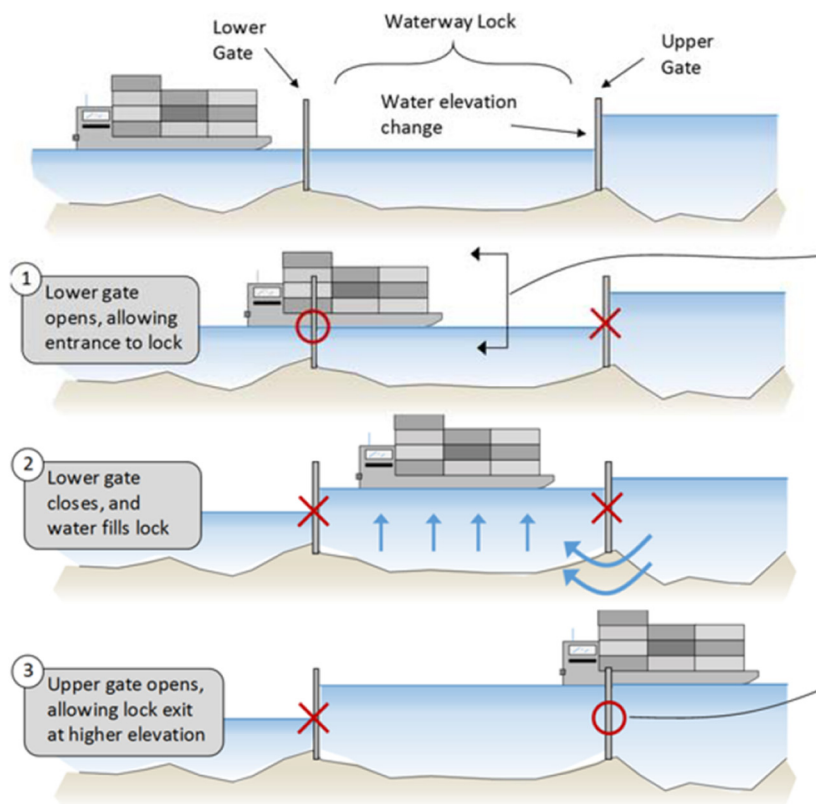 Lower
Gate
Waterway Lock
Upper
Gate
Water elevation
change
1
Lower gate
opens, allowing
entrance to lock
2
Lower gate
closes, and
water fills lock
3
Upper gate opens,
allowing lock exit
at higher elevation